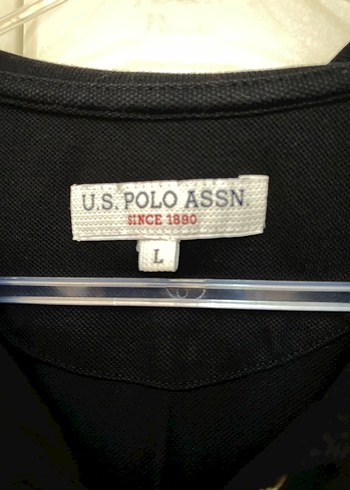 U.S. POLO ASSN.
SINCE 1890
L